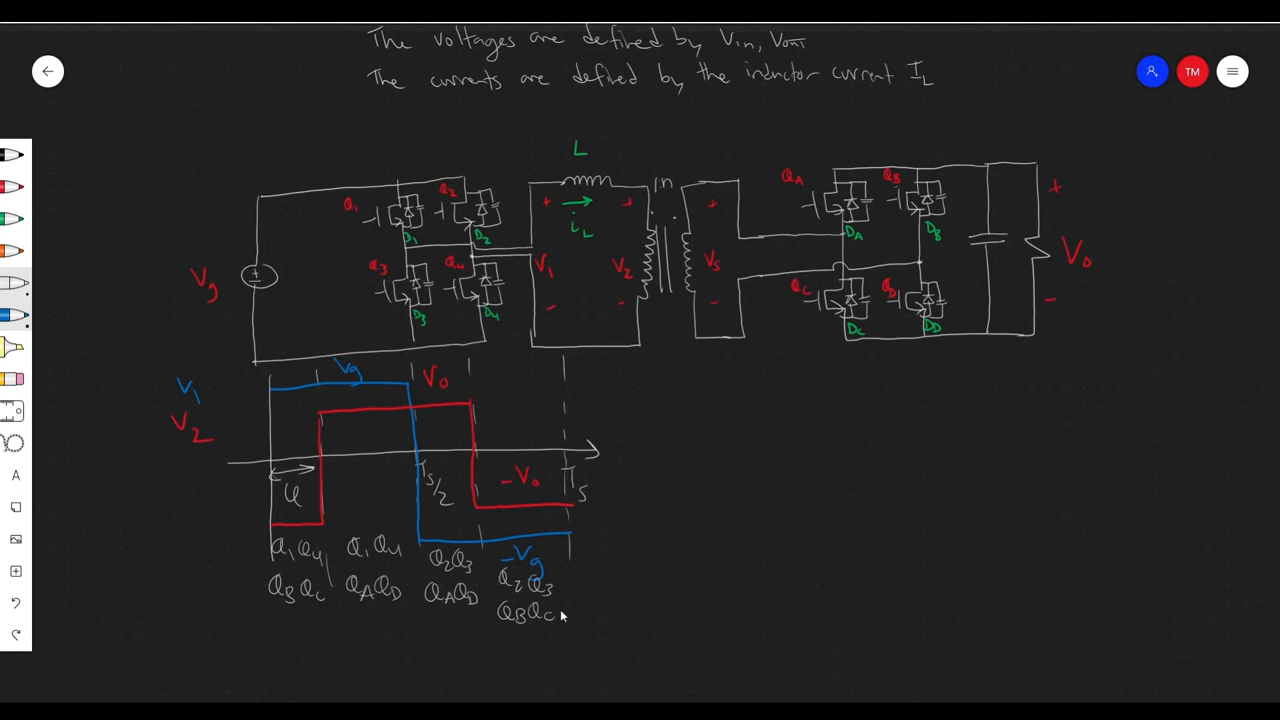 The voltages are defined by Vin, Vout
The currents are defined by the inductor current IL
TM
L
1:n
Q1 Q2 QA QB
+ iL + + +
D1 D2 DA DB
Vg Q3 Q4 V1 V2 Vs QC QD Vo
- - - -
D3 D4 DC DD
V1 Vg Vo
V2
φ Ts/2 -Vo Ts
Q1Q4 Q1Q4 Q2Q3 -Vg
QBQC QAQD QAQD Q2Q3
QBQC
A